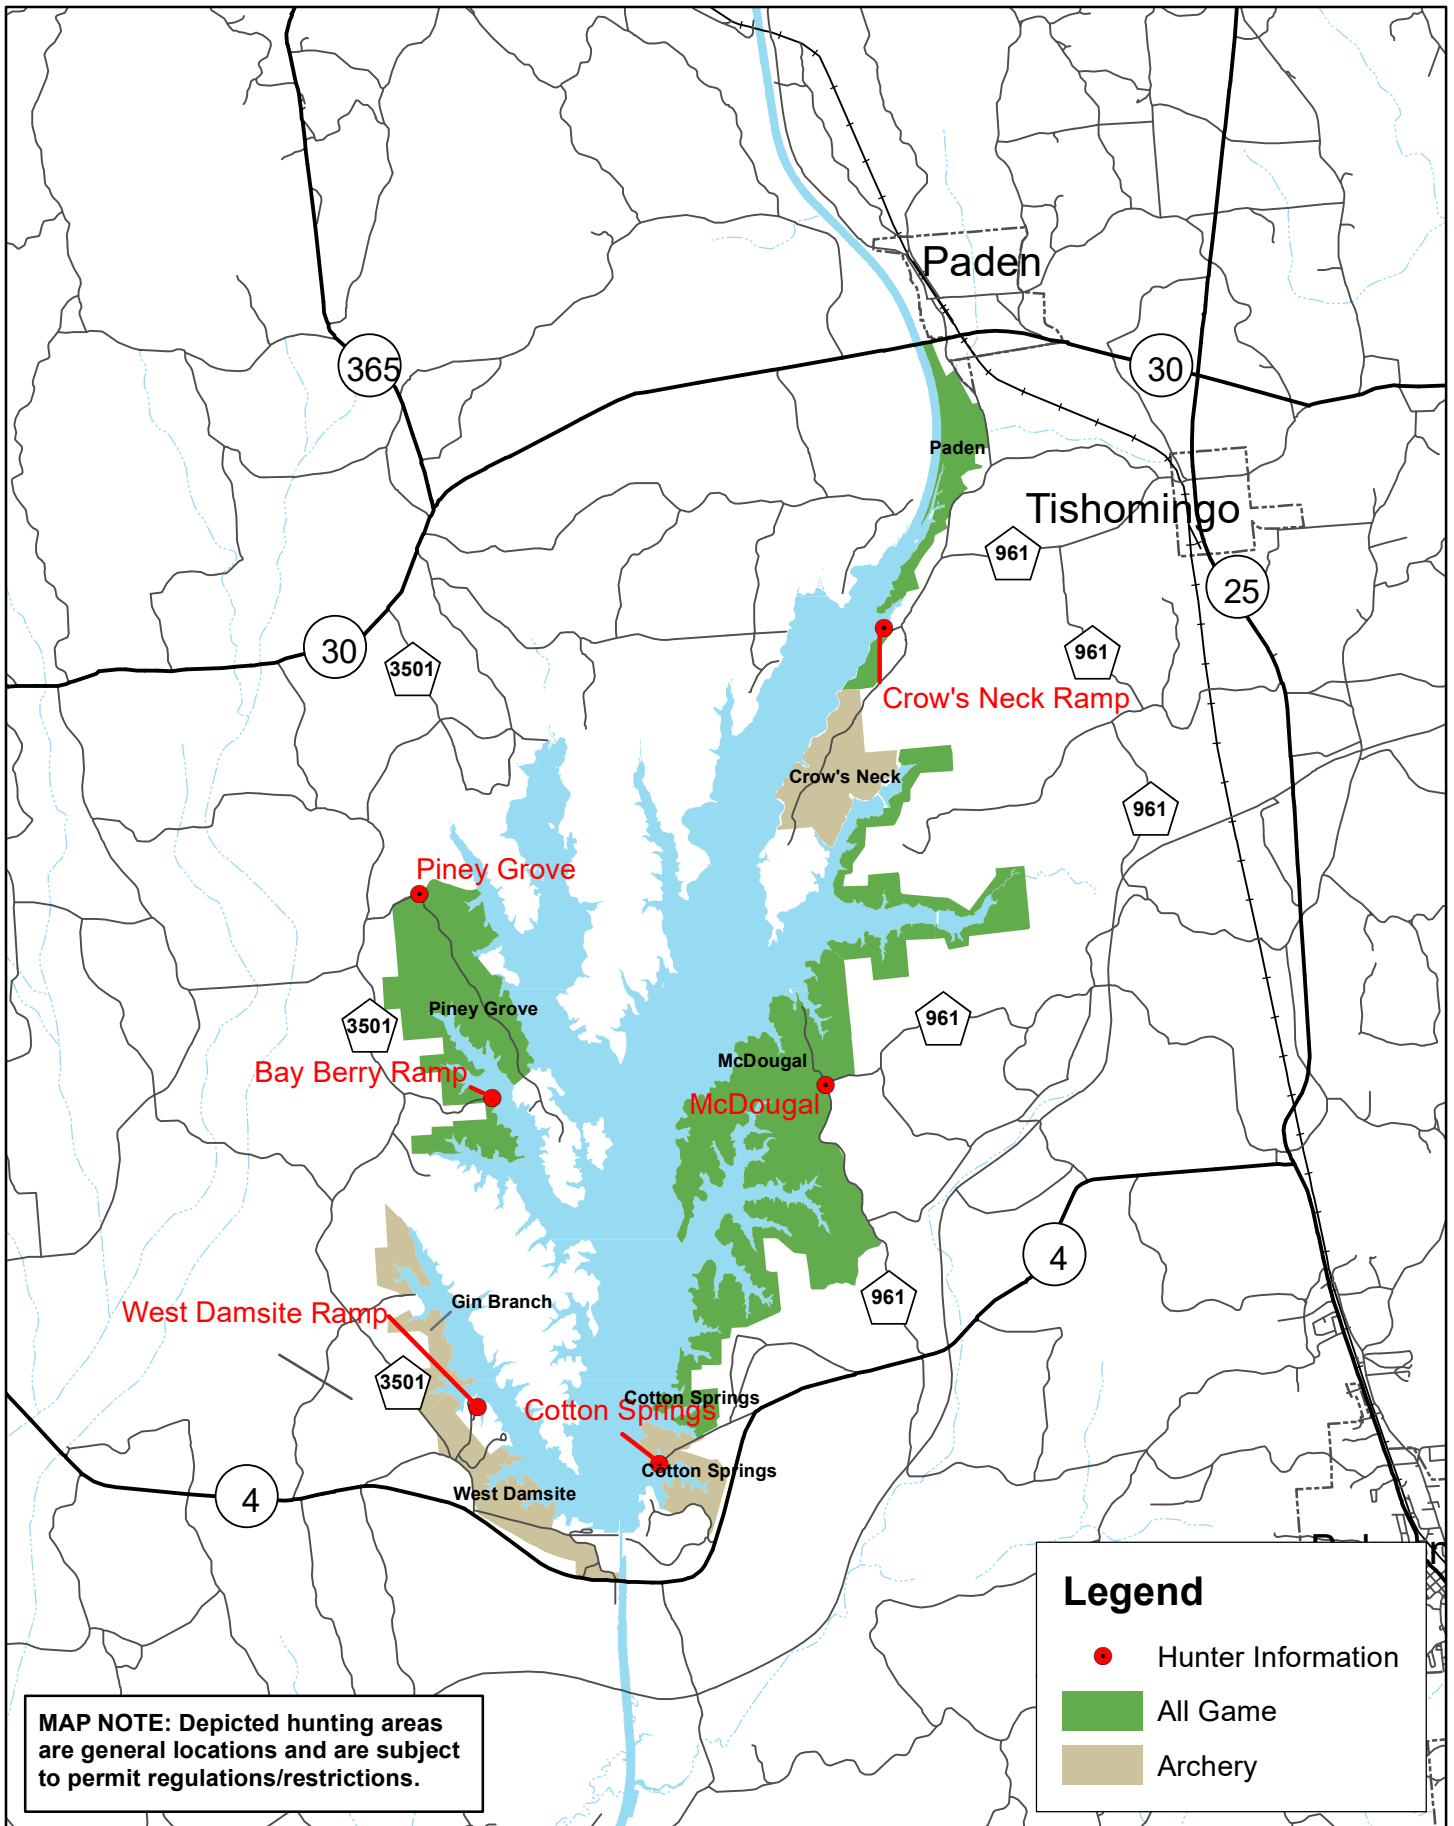 Paden
365
30
Paden
Tishomingo
961
25
30
3501
961
Crow's Neck Ramp
Crow's Neck
961
Piney Grove
Piney Grove
3501
961
McDougal
Bay Berry Ramp
McDougal
4
961
Gin Branch
West Damsite Ramp
3501
Cotton Springs
Cotton Springs
Cotton Springs
West Damsite
4
Legend
Hunter Information
All Game
Archery
MAP NOTE: Depicted hunting areas
are general locations and are subject
to permit regulations/restrictions.